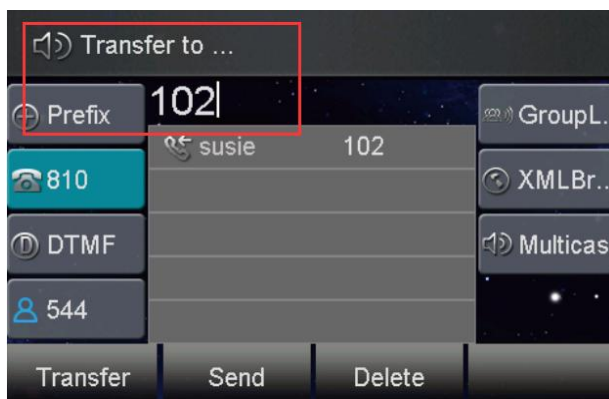 Transfer to ...
102
Prefix
susie 102
GroupL.
810
XMLBr..
DTMF
Multicas
544
Transfer Send Delete